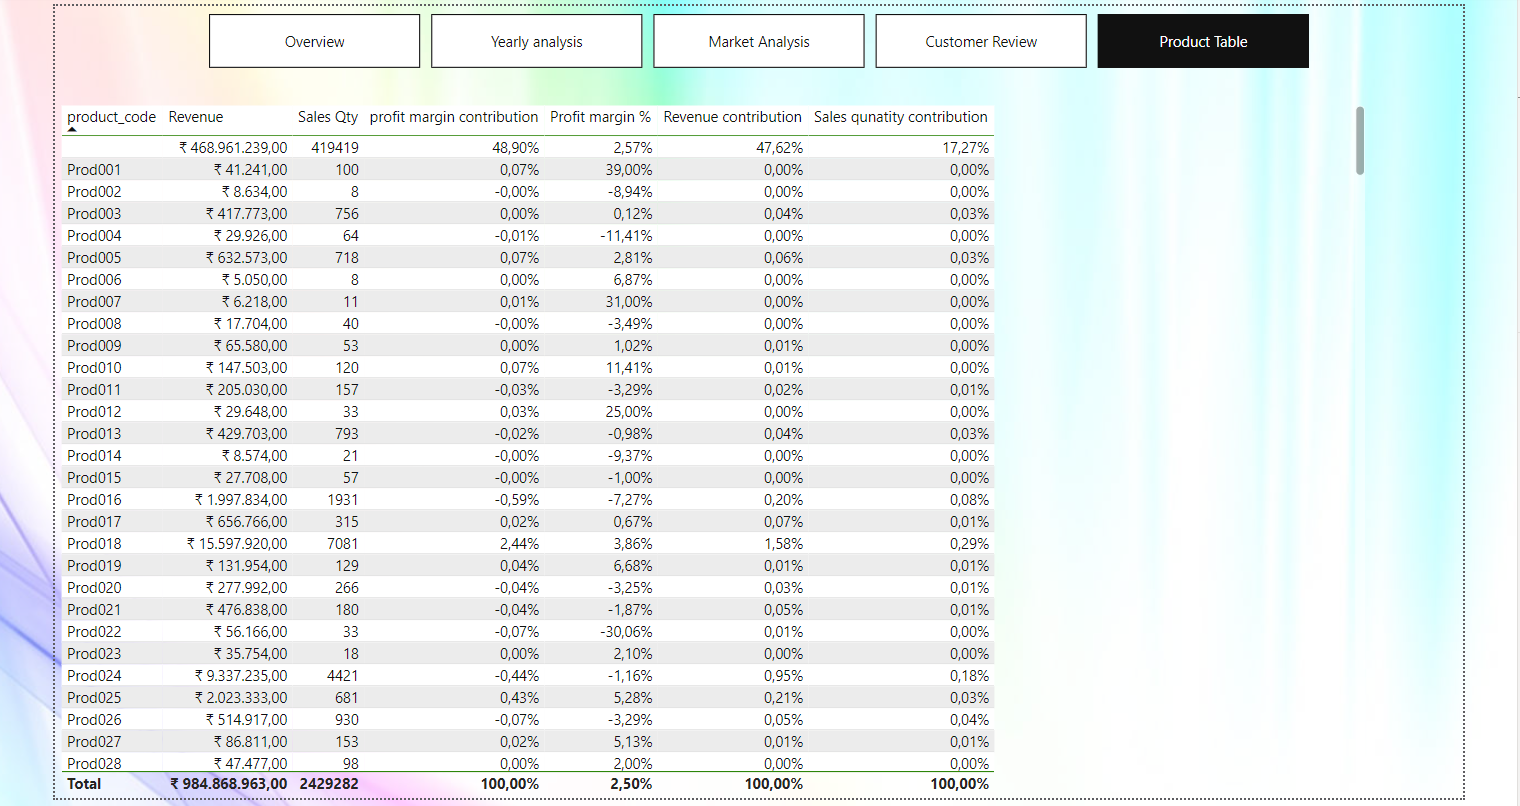 Overview Yearly analysis Market Analysis Customer Review Product Table
product_code Revenue Sales Qty profit margin contribution Profit margin % Revenue contribution Sales qunatity contribution
₹ 468.961.239,00 419419 48,90% 2,57% 47,62% 17,27%
Prod001 ₹ 41.241,00 100 0,07% 39,00% 0,00% 0,00%
Prod002 ₹ 8.634,00 8 -0,00% -8,94% 0,00% 0,00%
Prod003 ₹ 417.773,00 756 0,00% 0,12% 0,04% 0,03%
Prod004 ₹ 29.926,00 64 -0,01% -11,41% 0,00% 0,00%
Prod005 ₹ 632.573,00 718 0,07% 2,81% 0,06% 0,03%
Prod006 ₹ 5.050,00 8 0,00% 6,87% 0,00% 0,00%
Prod007 ₹ 6.218,00 11 0,01% 31,00% 0,00% 0,00%
Prod008 ₹ 17.704,00 40 -0,00% -3,49% 0,00% 0,00%
Prod009 ₹ 65.580,00 53 0,00% 1,02% 0,01% 0,00%
Prod010 ₹ 147.503,00 120 0,07% 11,41% 0,01% 0,00%
Prod011 ₹ 205.030,00 157 -0,03% -3,29% 0,02% 0,01%
Prod012 ₹ 29.648,00 33 0,03% 25,00% 0,00% 0,00%
Prod013 ₹ 429.703,00 793 -0,02% -0,98% 0,04% 0,03%
Prod014 ₹ 8.574,00 21 -0,00% -9,37% 0,00% 0,00%
Prod015 ₹ 27.708,00 57 -0,00% -1,00% 0,00% 0,00%
Prod016 ₹ 1.997.834,00 1931 -0,59% -7,27% 0,20% 0,08%
Prod017 ₹ 656.766,00 315 0,02% 0,67% 0,07% 0,01%
Prod018 ₹ 15.597.920,00 7081 2,44% 3,86% 1,58% 0,29%
Prod019 ₹ 131.954,00 129 0,04% 6,68% 0,01% 0,01%
Prod020 ₹ 277.992,00 266 -0,04% -3,25% 0,03% 0,01%
Prod021 ₹ 476.838,00 180 -0,04% -1,87% 0,05% 0,01%
Prod022 ₹ 56.166,00 33 -0,07% -30,06% 0,01% 0,00%
Prod023 ₹ 35.754,00 18 0,00% 2,10% 0,00% 0,00%
Prod024 ₹ 9.337.235,00 4421 -0,44% -1,16% 0,95% 0,18%
Prod025 ₹ 2.023.333,00 681 0,43% 5,28% 0,21% 0,03%
Prod026 ₹ 514.917,00 930 -0,07% -3,29% 0,05% 0,04%
Prod027 ₹ 86.811,00 153 0,02% 5,13% 0,01% 0,01%
Prod028 ₹ 47.477,00 98 0,00% 2,00% 0,00% 0,00%
Total ₹ 984.868.963,00 2429282 100,00% 2,50% 100,00% 100,00%